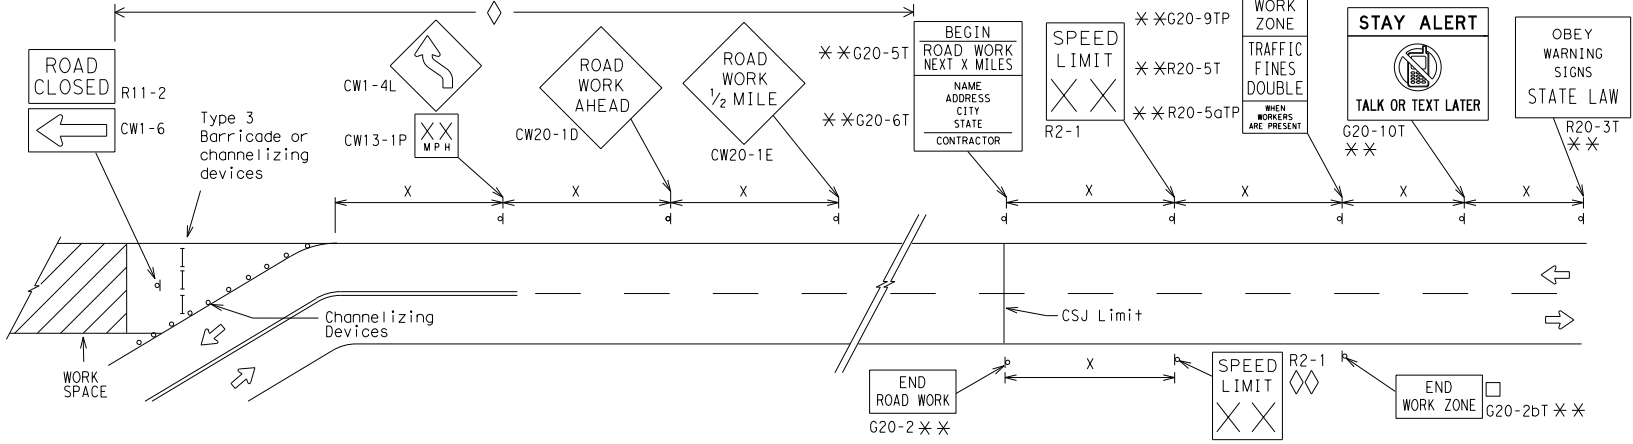 ROAD
CLOSED
R11-2
CW1-6
Type 3
Barricade or
channelizing
devices
CW1-4L
CW13-1P
XX
MPH
ROAD
WORK
AHEAD
CW20-1D
ROAD
WORK
1/2 MILE
CW20-1E
**G20-5T
**G20-6T
BEGIN
ROAD WORK
NEXT X MILES
NAME
ADDRESS
CITY
STATE
CONTRACTOR
SPEED
LIMIT
XX
R2-1
**G20-9TP
**R20-5T
**R20-5aTP
WORK
ZONE
TRAFFIC
FINES
DOUBLE
WHEN
WORKERS
ARE PRESENT
STAY ALERT
TALK OR TEXT LATER
G20-10T
**
OBEY
WARNING
SIGNS
STATE LAW
R20-3T
**
X
X
X
X
X
X
X
Channelizing
Devices
CSJ Limit
WORK
SPACE
END
ROAD WORK
G20-2 **
X
SPEED
LIMIT
XX
R2-1
END
WORK ZONE
G20-2bT **